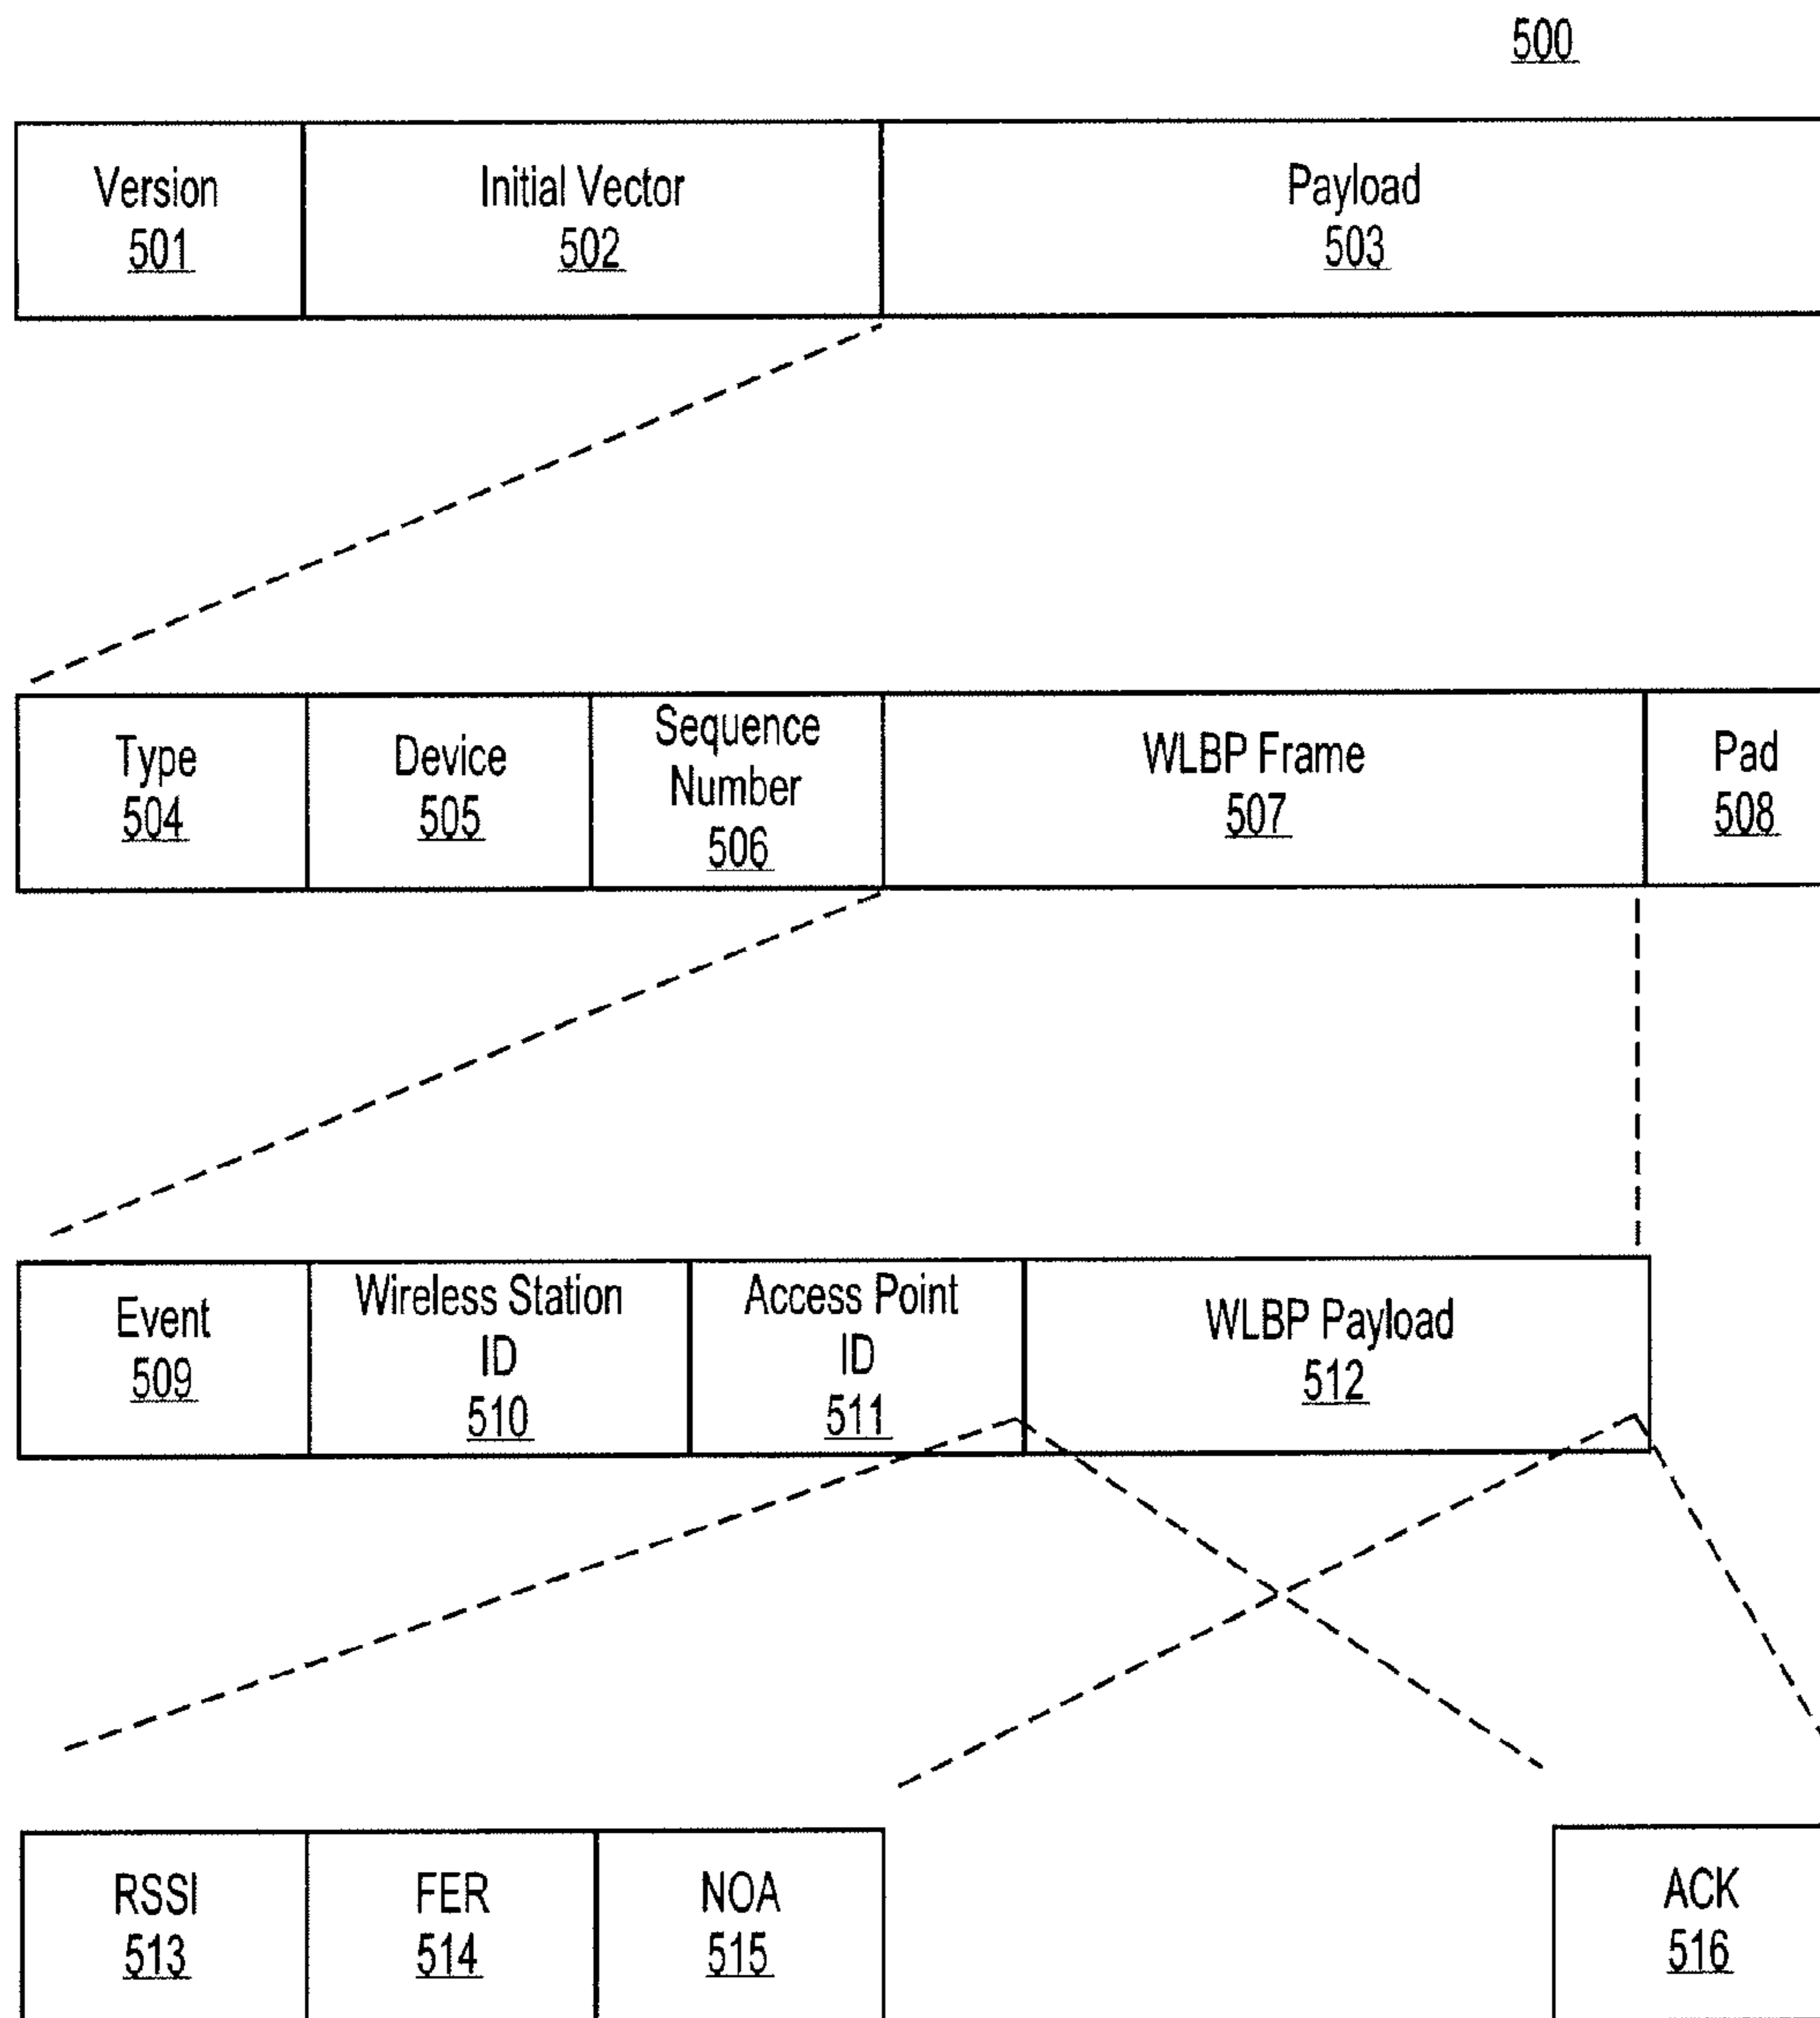 500
Version
501
Initial Vector
502
Payload
503
Type
504
Device
505
Sequence
Number
506
WLBP Frame
507
Pad
508
Event
509
Wireless Station
ID
510
Access Point
ID
511
WLBP Payload
512
RSSI
513
FER
514
NOA
515
ACK
516